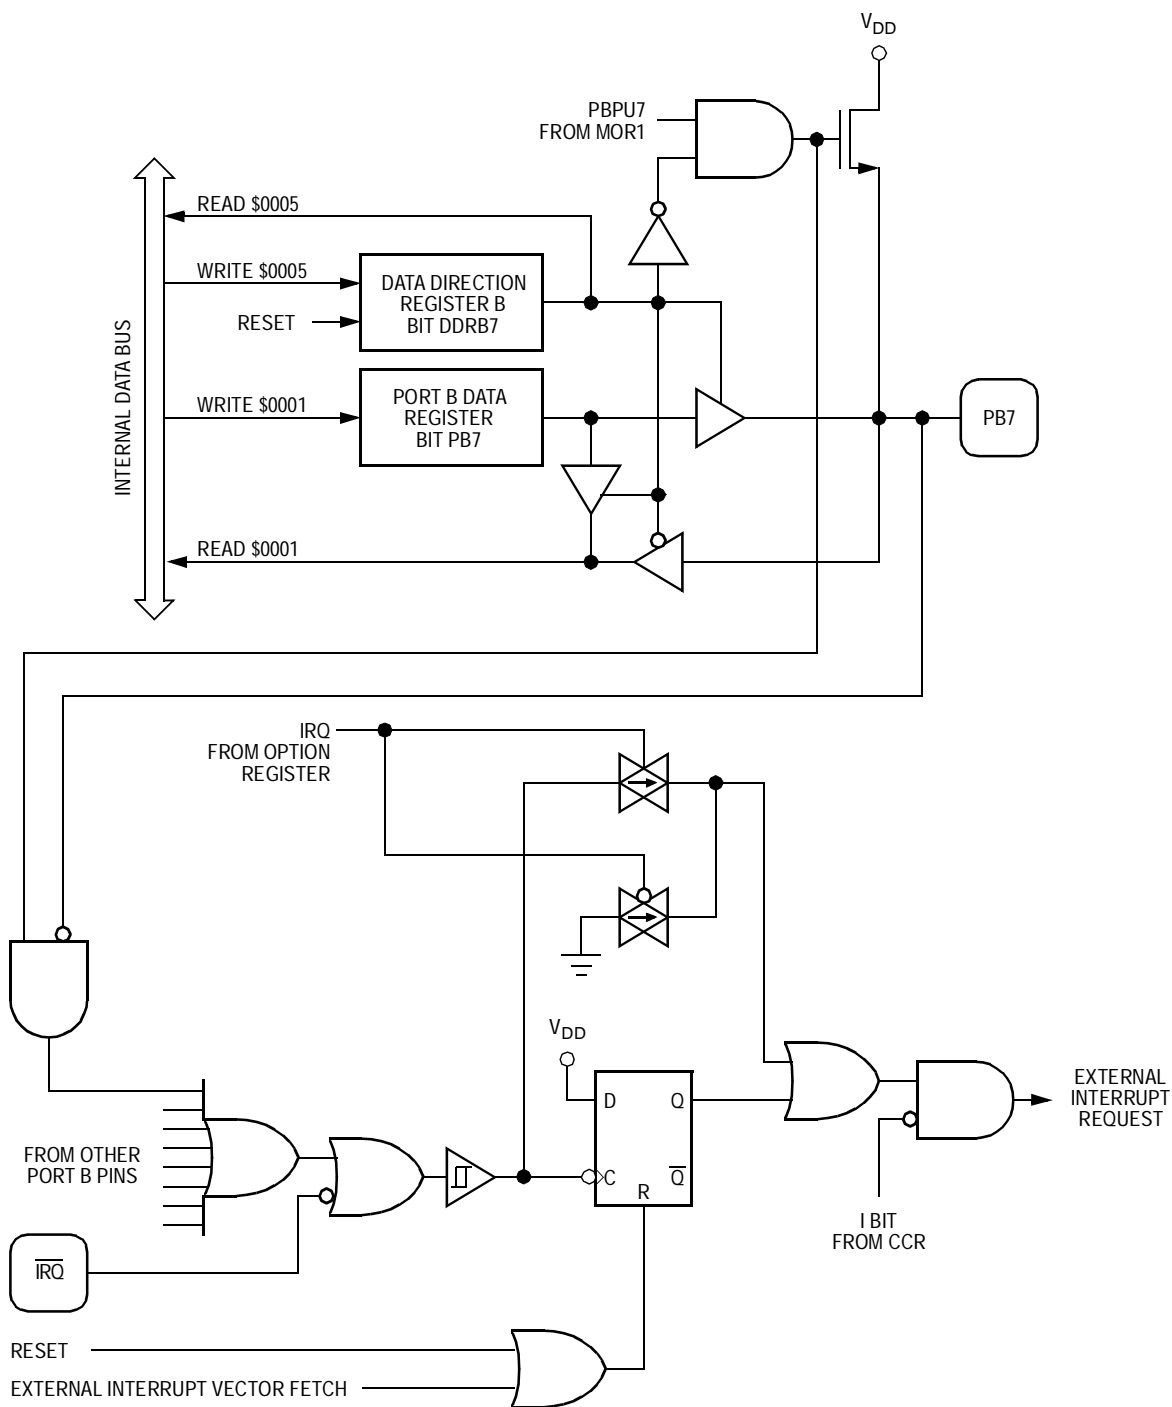 VDD
PBPU7
FROM MOR1
READ $0005
WRITE $0005
DATA DIRECTION
REGISTER B
BIT DDRB7
RESET
INTERNAL DATA BUS
WRITE $0001
PORT B DATA
REGISTER
BIT PB7
PB7
READ $0001
IRQ
FROM OPTION
REGISTER
VDD
D
Q
C
Q
R
EXTERNAL
INTERRUPT
REQUEST
FROM OTHER
PORT B PINS
I BIT
FROM CCR
IRQ
RESET
EXTERNAL INTERRUPT VECTOR FETCH